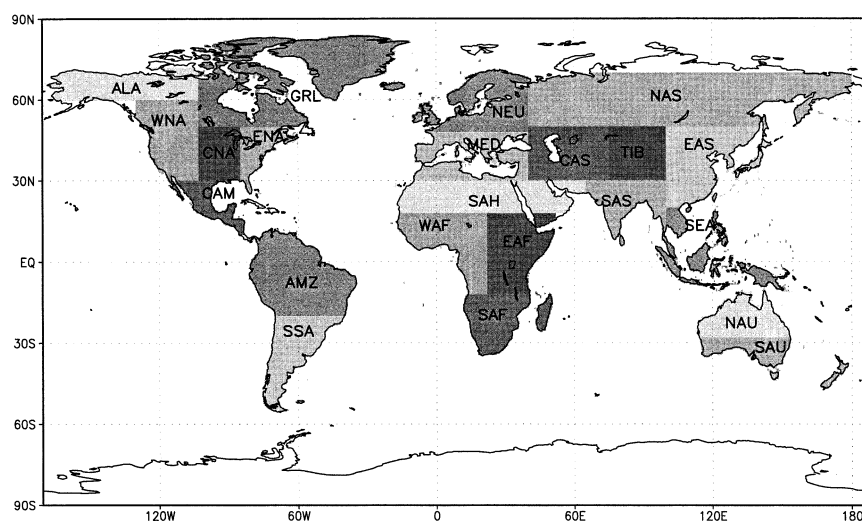 90N
ALA
GRL
60N
NAS
WNA
NEU
ENA
CNA
MED
CAS
TIB
EAS
30N
CAM
SAH
SAS
WAF
SEA
EAF
EQ
AMZ
SAF
NAU
SSA
30S
SAU
60S
90S
120W
60W
0
60E
120E
180